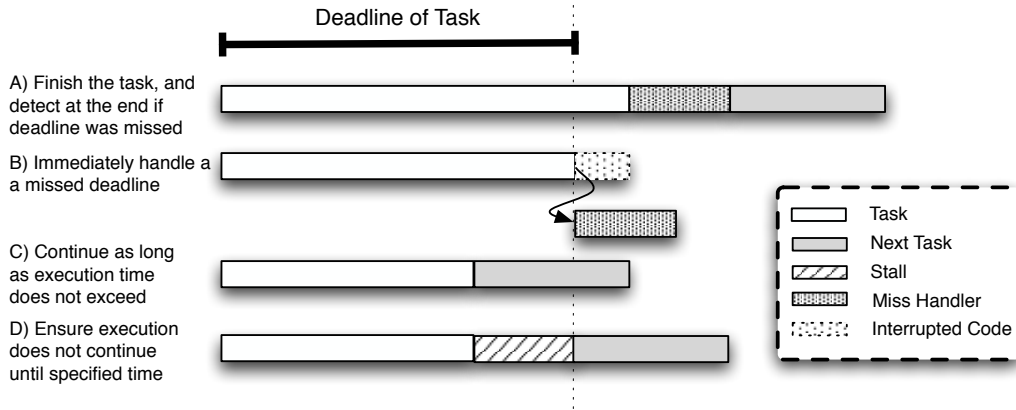 Deadline of Task
A) Finish the task, and
detect at the end if
deadline was missed
B) Immediately handle a
a missed deadline
C) Continue as long
as execution time
does not exceed
D) Ensure execution
does not continue
until specified time
Task
Next Task
Stall
Miss Handler
Interrupted Code